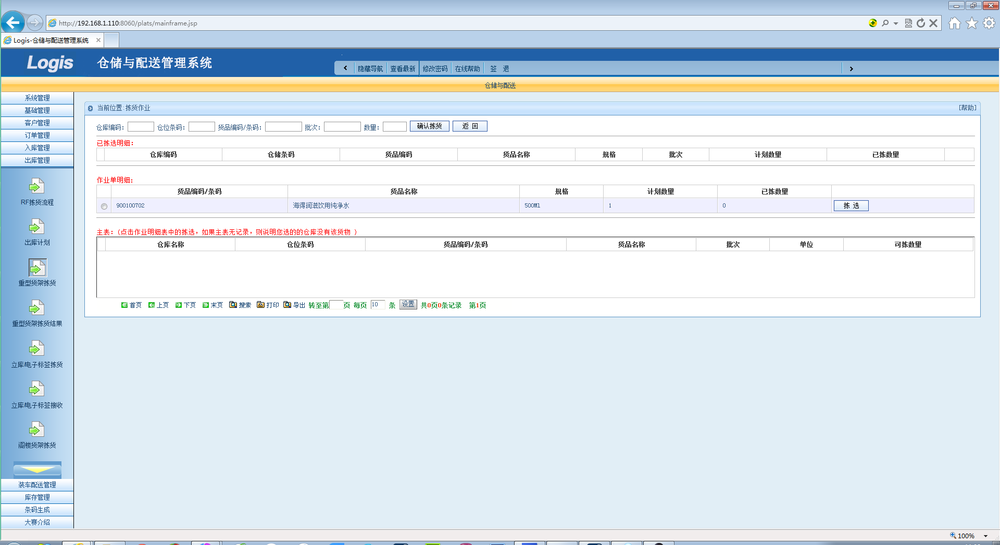 http://192.168.1.110:8060/plats/mainframe.jsp
Logis-仓储与配送管理系统
Logis 仓储与配送管理系统
隐藏导航 查看最新 修改密码 在线帮助 签 退
仓储与配送
系统管理
基础管理
客户管理
订单管理
入库管理
出库管理
RF拣货流程
出库计划
重型货架拣货
重型货架拣货结果
立库/电子标签拣货
立库/电子标签接收
阁楼货架拣货
装车配送管理
库存管理
条码生成
大赛介绍
当前位置:拣货作业 [帮助]
仓库编码: 仓位条码: 货品编码/条码: 批次: 数量: 确认拣货 返 回
已拣选明细:
仓库编码 仓储条码 货品编码 货品名称 规格 批次 计划数量 已拣数量
作业单明细:
货品编码/条码 货品名称 规格 计划数量 已拣数量
900100702 海得润滋饮用纯净水 500Ml 1 0 拣 选
主表:(点击作业明细表中的拣选，如果主表无记录，则说明您选的的仓库没有该货物 )
仓库名称 仓位条码 货品编码/条码 货品名称 批次 单位 可拣数量
首页 上页 下页 末页 搜索 打印 导出 转至第 页 每页 10 条 设置 共0页0条记录 第1页
100%